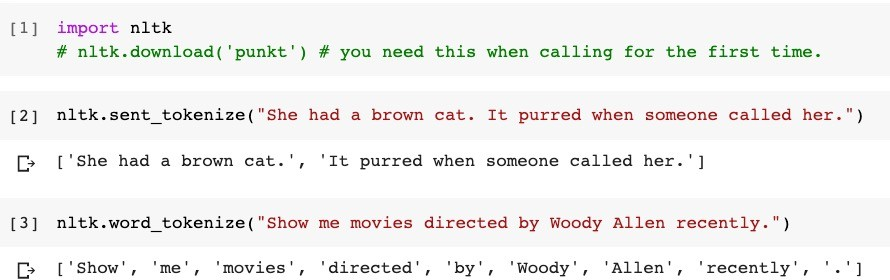 [1] import nltk
# nltk.download('punkt') # you need this when calling for the first time.
[2] nltk.sent_tokenize("She had a brown cat. It purred when someone called her.")
['She had a brown cat.', 'It purred when someone called her.']
[3] nltk.word_tokenize("Show me movies directed by Woody Allen recently.")
['Show', 'me', 'movies', 'directed', 'by', 'Woody', 'Allen', 'recently', '.']